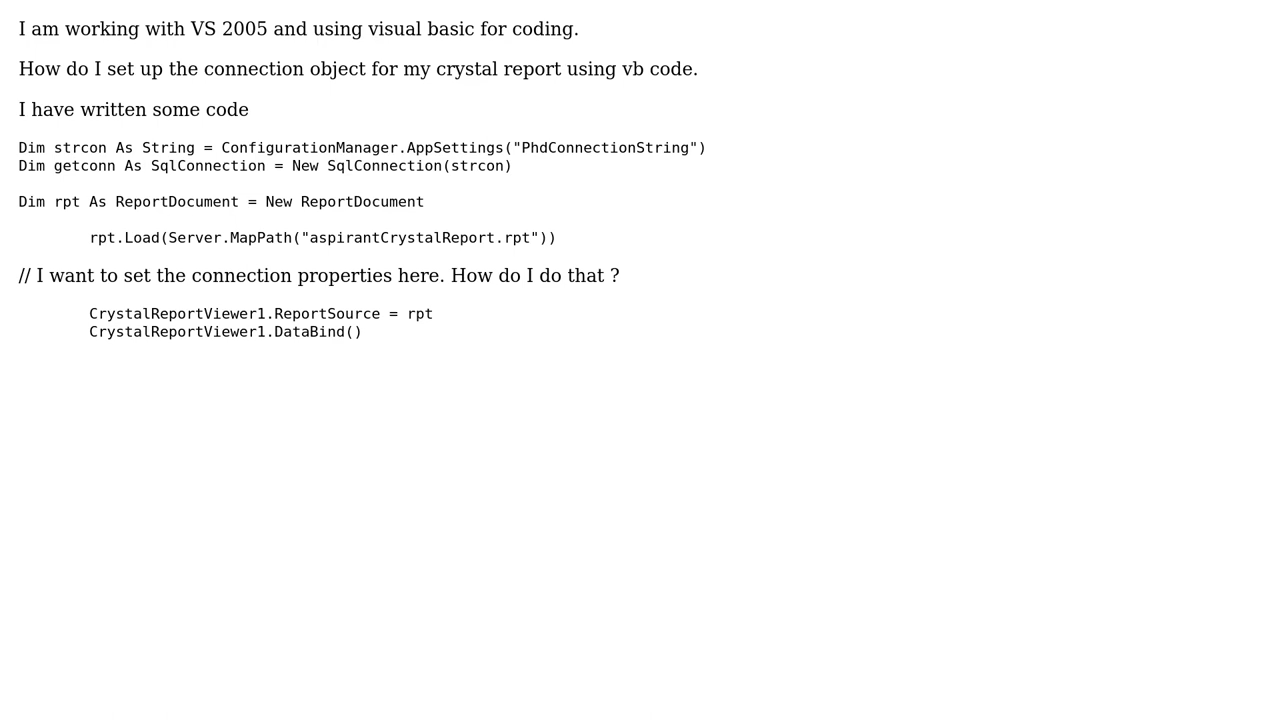 I am working with VS 2005 and using visual basic for coding.
How do I set up the connection object for my crystal report using vb code.
I have written some code
Dim strcon As String = ConfigurationManager.AppSettings("PhdConnectionString")
Dim getconn As SqlConnection = New SqlConnection(strcon)
Dim rpt As ReportDocument = New ReportDocument
rpt.Load(Server.MapPath("aspirantCrystalReport.rpt"))
// I want to set the connection properties here. How do I do that ?
CrystalReportViewer1.ReportSource = rpt
CrystalReportViewer1.DataBind()